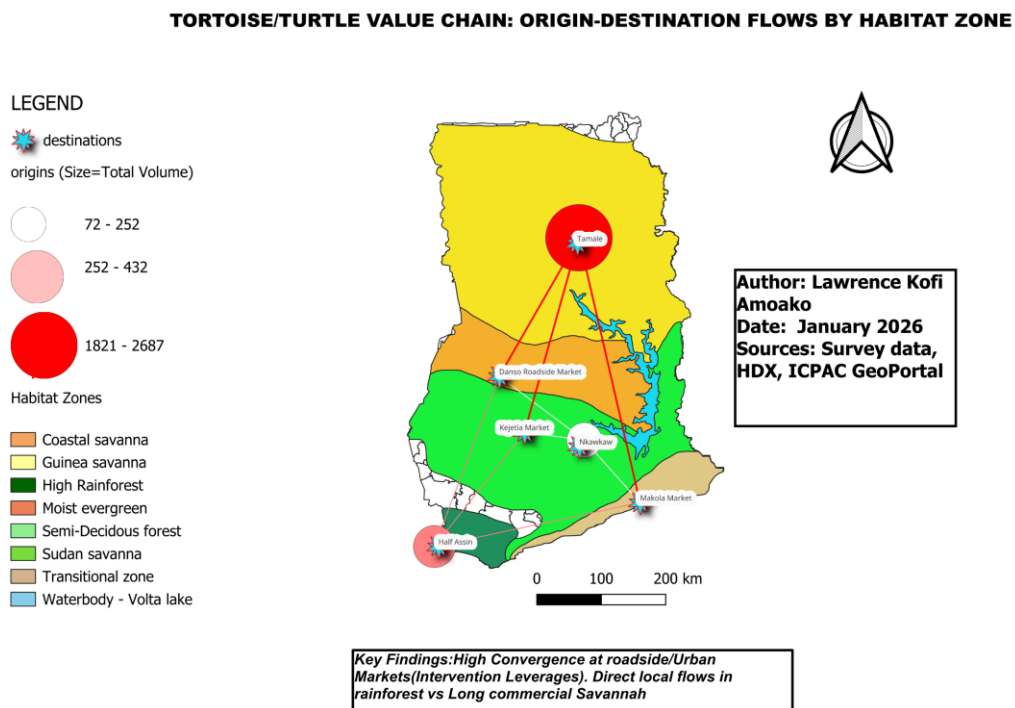 TORTOISE/TURTLE VALUE CHAIN: ORIGIN-DESTINATION FLOWS BY HABITAT ZONE
LEGEND
destinations
origins (Size=Total Volume)
72 - 252
252 - 432
1821 - 2687
Habitat Zones
Coastal savanna
Guinea savanna
High Rainforest
Moist evergreen
Semi-Decidous forest
Sudan savanna
Transitional zone
Waterbody - Volta lake
Tamale
Danso Roadside Market
Kejetia Market
Nkawkaw
Makola Market
Half Assin
0 100 200 km
Author: Lawrence Kofi
Amoako
Date: January 2026
Sources: Survey data,
HDX, ICPAC GeoPortal
Key Findings:High Convergence at roadside/Urban
Markets(Intervention Leverages). Direct local flows in
rainforest vs Long commercial Savannah